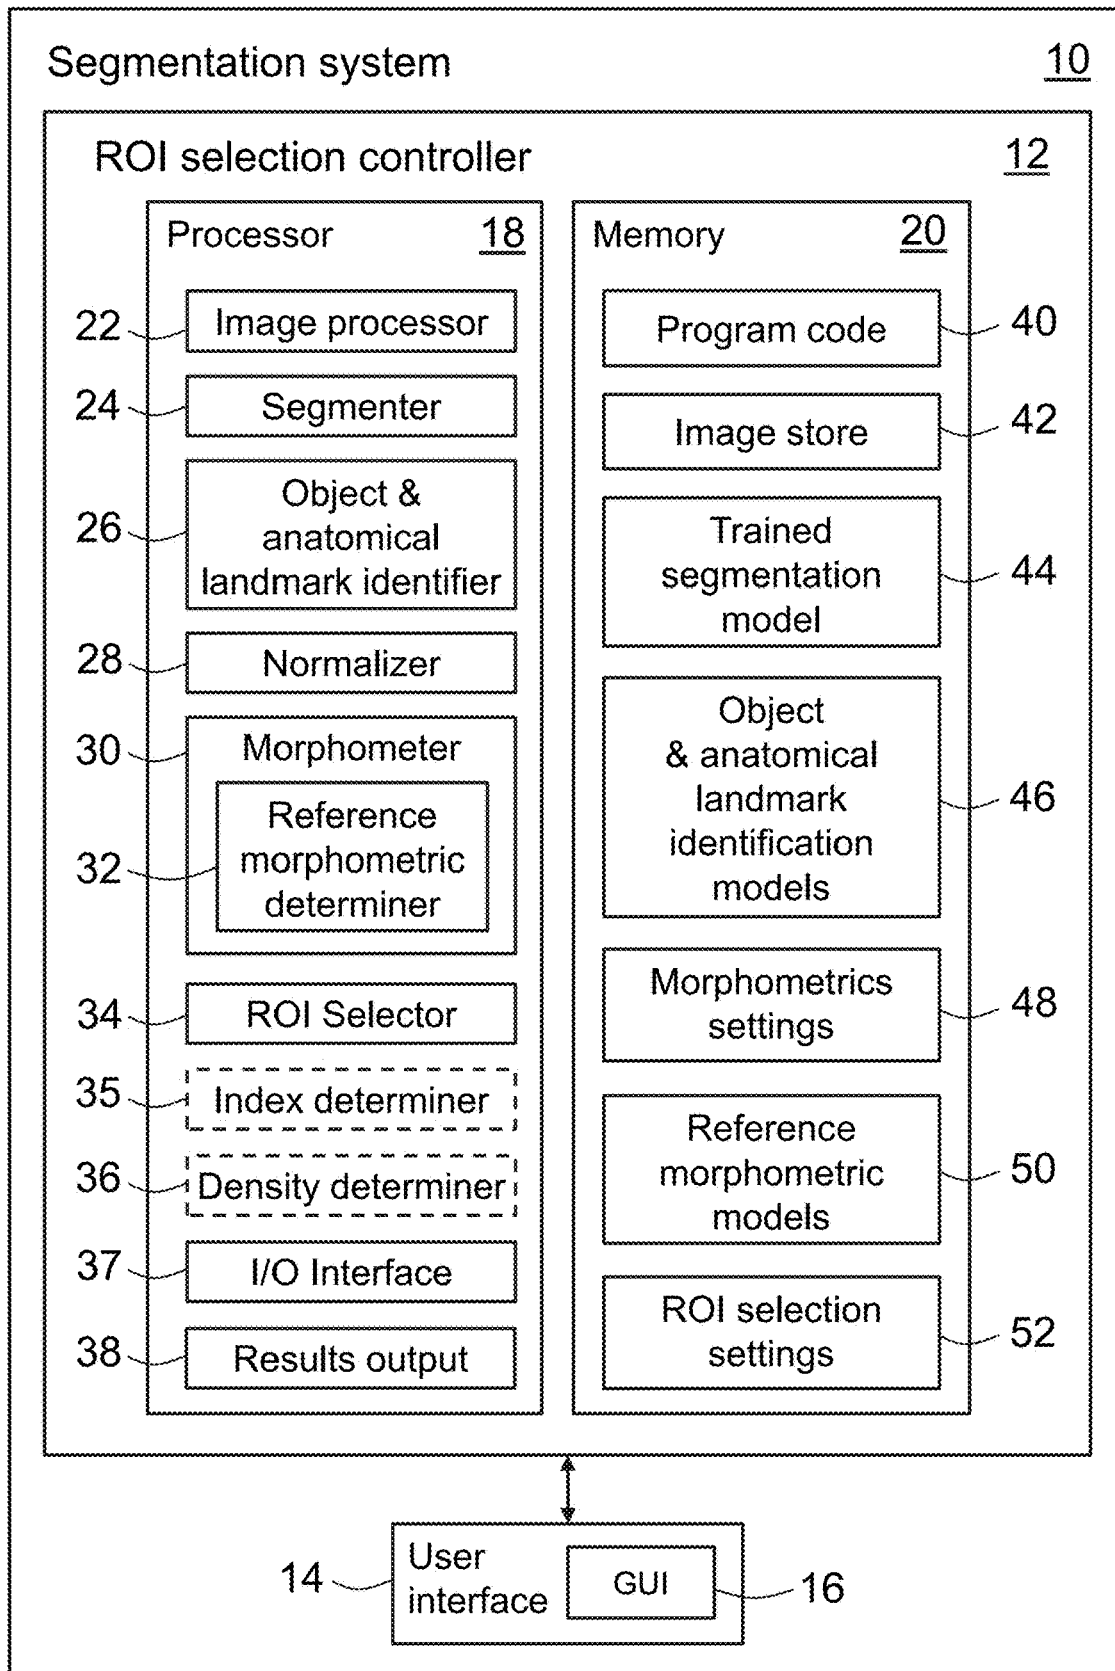 Segmentation system 10
ROI selection controller 12
Processor 18
22 Image processor
24 Segmenter
26 Object &
anatomical
landmark identifier
28 Normalizer
30 Morphometer
32 Reference
morphometric
determiner
34 ROI Selector
35 Index determiner
36 Density determiner
37 I/O Interface
38 Results output
Memory 20
Program code 40
Image store 42
Trained
segmentation
model 44
Object
& anatomical
landmark
identification
models 46
Morphometrics
settings 48
Reference
morphometric
models 50
ROI selection
settings 52
14 User
interface
GUI 16